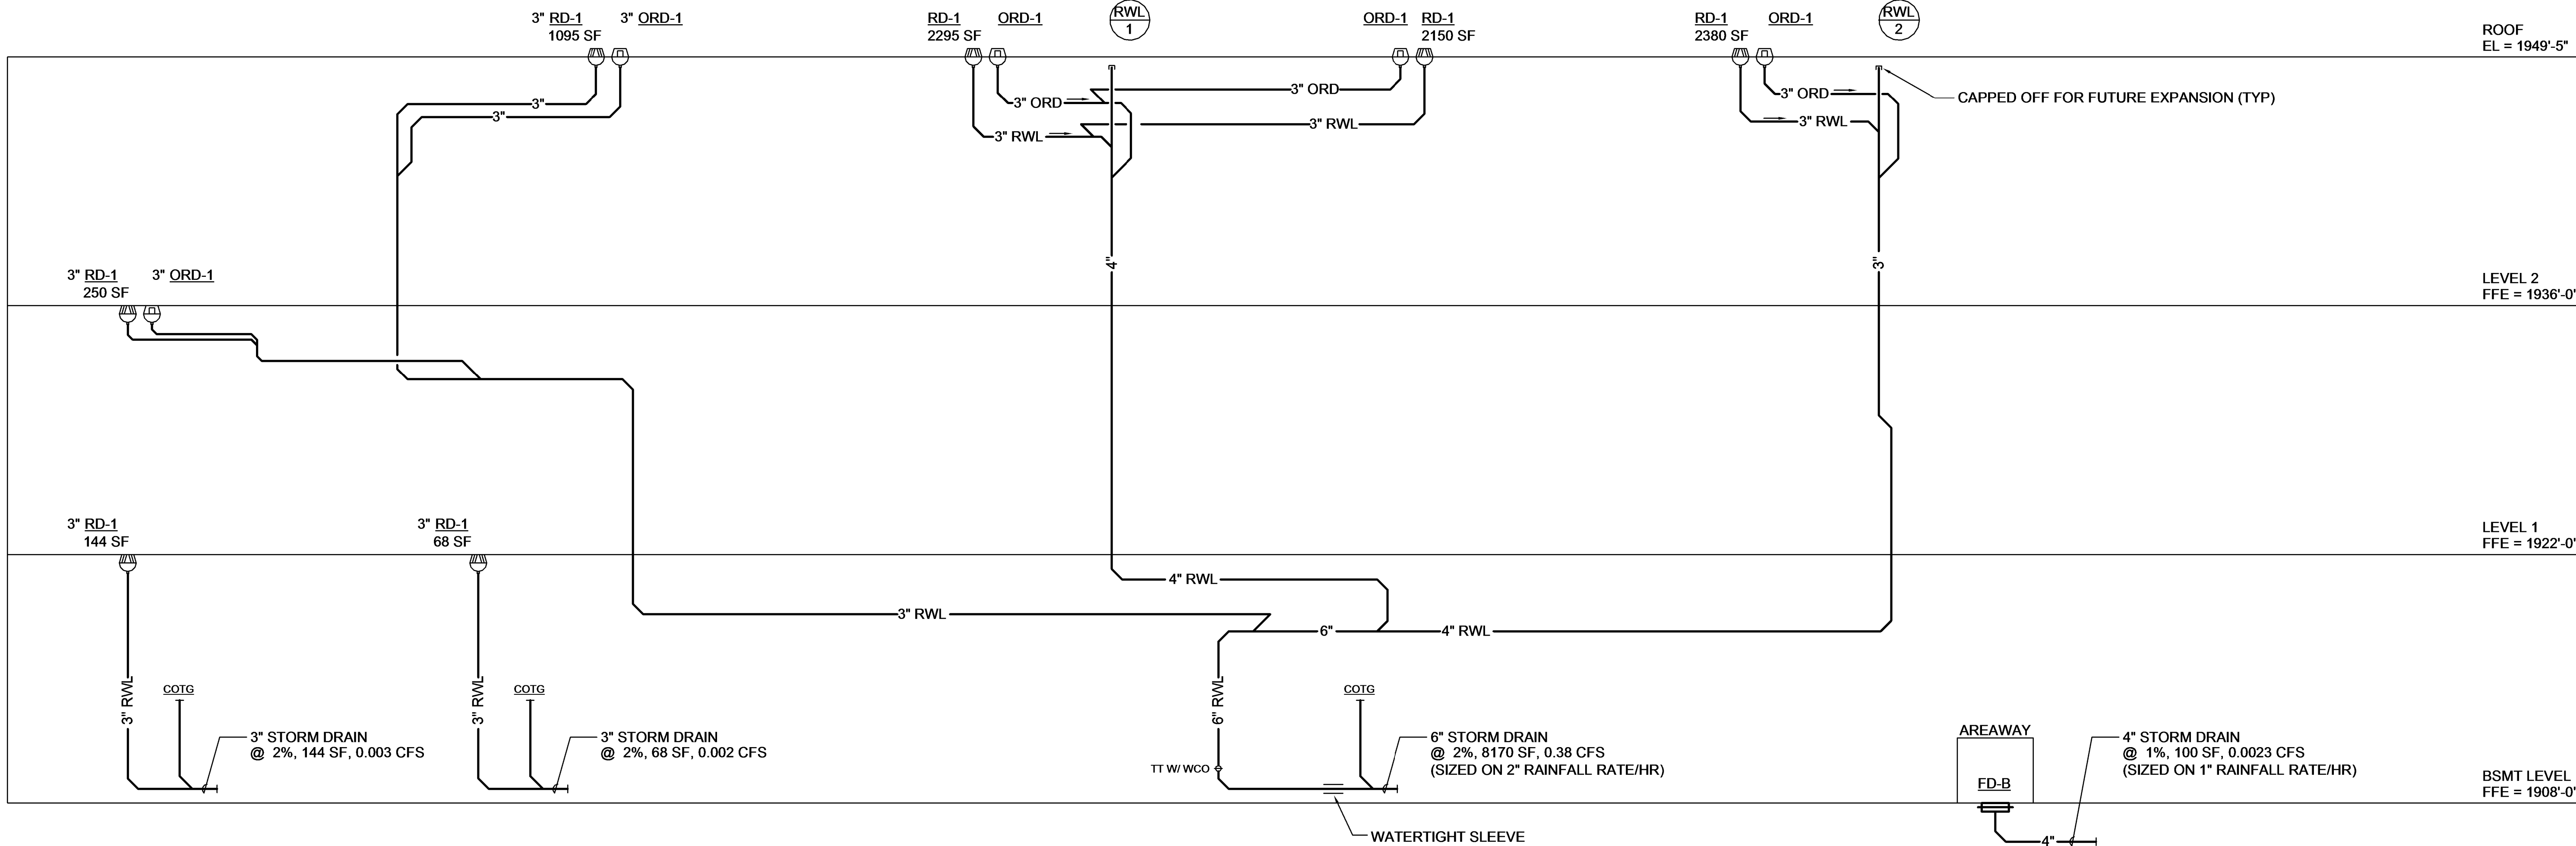 3" RD-1 3" ORD-1
1095 SF
RD-1 ORD-1
2295 SF
RWL
1
ORD-1 RD-1
2150 SF
RD-1 ORD-1
2380 SF
RWL
2
ROOF
EL = 1949'-5"
3"
3"
3" ORD
3" RWL
3" ORD
3" RWL
3" ORD
3" RWL
CAPPED OFF FOR FUTURE EXPANSION (TYP)
4"
3"
3" RD-1 3" ORD-1
250 SF
LEVEL 2
FFE = 1936'-0"
3" RD-1
144 SF
3" RD-1
68 SF
LEVEL 1
FFE = 1922'-0"
4" RWL
3" RWL
6"
4" RWL
3" RWL
COTG
3" STORM DRAIN
@ 2%, 144 SF, 0.003 CFS
3" RWL
COTG
3" STORM DRAIN
@ 2%, 68 SF, 0.002 CFS
6" RWL
TT W/ WCO
COTG
6" STORM DRAIN
@ 2%, 8170 SF, 0.38 CFS
(SIZED ON 2" RAINFALL RATE/HR)
WATERTIGHT SLEEVE
AREAWAY
FD-B
4"
4" STORM DRAIN
@ 1%, 100 SF, 0.0023 CFS
(SIZED ON 1" RAINFALL RATE/HR)
BSMT LEVEL
FFE = 1908'-0"